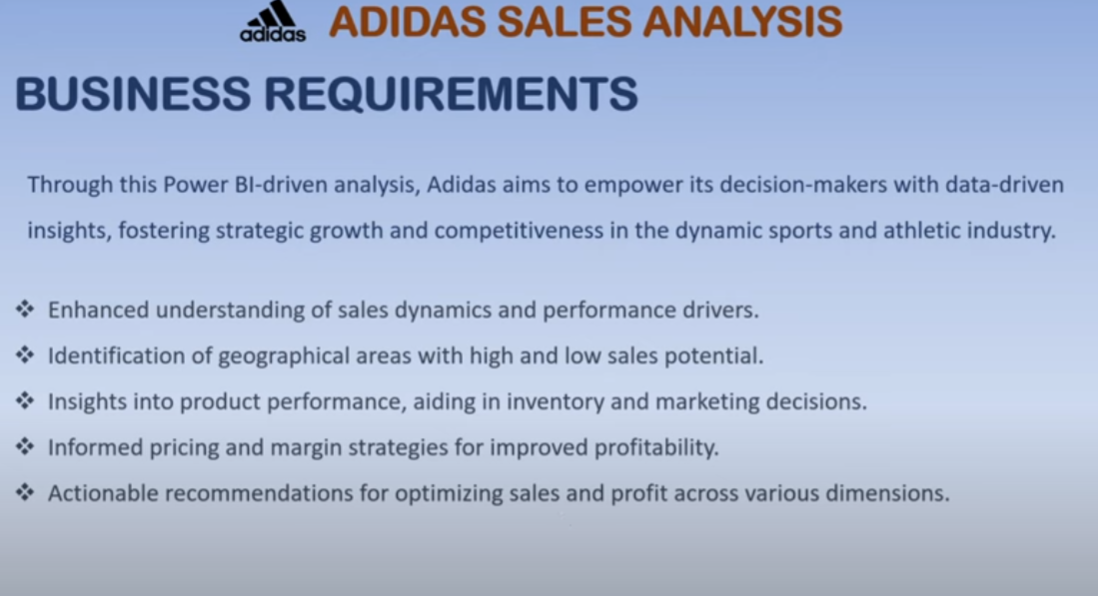 adidas
ADIDAS SALES ANALYSIS
BUSINESS REQUIREMENTS
Through this Power BI-driven analysis, Adidas aims to empower its decision-makers with data-driven
insights, fostering strategic growth and competitiveness in the dynamic sports and athletic industry.
❖ Enhanced understanding of sales dynamics and performance drivers.
❖ Identification of geographical areas with high and low sales potential.
❖ Insights into product performance, aiding in inventory and marketing decisions.
❖ Informed pricing and margin strategies for improved profitability.
❖ Actionable recommendations for optimizing sales and profit across various dimensions.